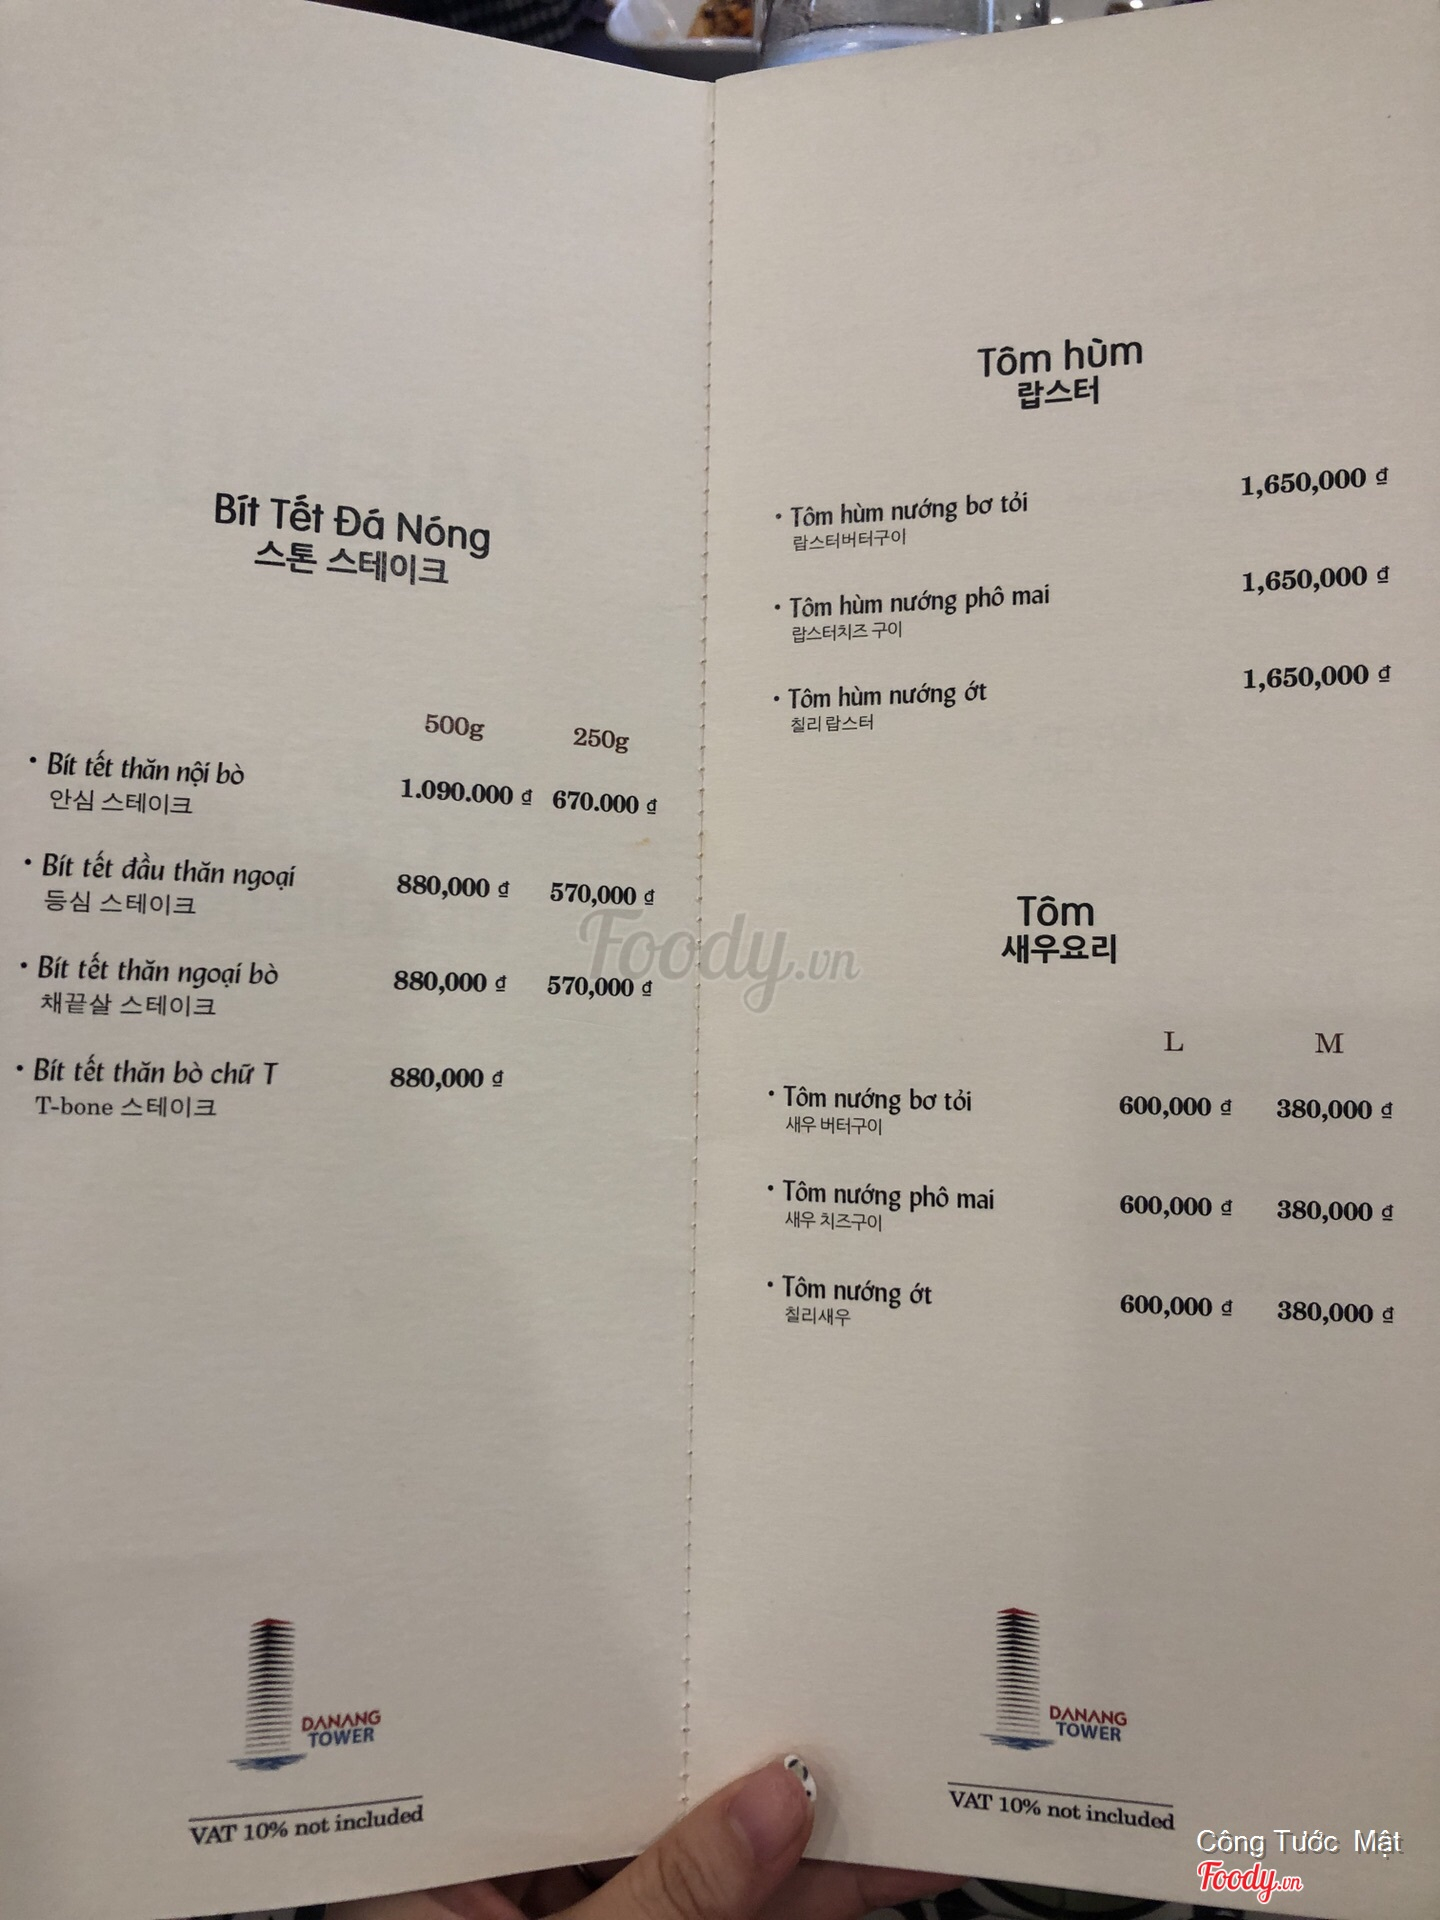 Bít Tết Đá Nóng
스톤 스테이크
500g 250g
• Bít tết thăn nội bò 1.090.000 ₫ 670.000 ₫
안심 스테이크
• Bít tết đầu thăn ngoại 880,000 ₫ 570,000 ₫
등심 스테이크
• Bít tết thăn ngoại bò 880,000 ₫ 570,000 ₫
채끝살 스테이크
• Bít tết thăn bò chữ T 880,000 ₫
T-bone 스테이크
DANANG
TOWER
VAT 10% not included
Tôm hùm
랍스터
• Tôm hùm nướng bơ tỏi 1,650,000 ₫
랍스터버터구이
• Tôm hùm nướng phô mai 1,650,000 ₫
랍스터치즈 구이
• Tôm hùm nướng ớt 1,650,000 ₫
칠리 랍스터
Tôm
새우요리
L M
• Tôm nướng bơ tỏi 600,000 ₫ 380,000 ₫
새우 버터구이
• Tôm nướng phô mai 600,000 ₫ 380,000 ₫
새우 치즈구이
• Tôm nướng ớt 600,000 ₫ 380,000 ₫
칠리새우
DANANG
TOWER
VAT 10% not included
Foody.vn
Công Tước Mật
Foody.vn